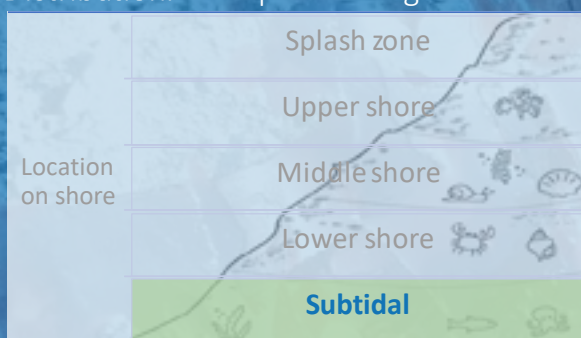 Splash zone
Upper shore
Location
on shore
Middle shore
Lower shore
Subtidal